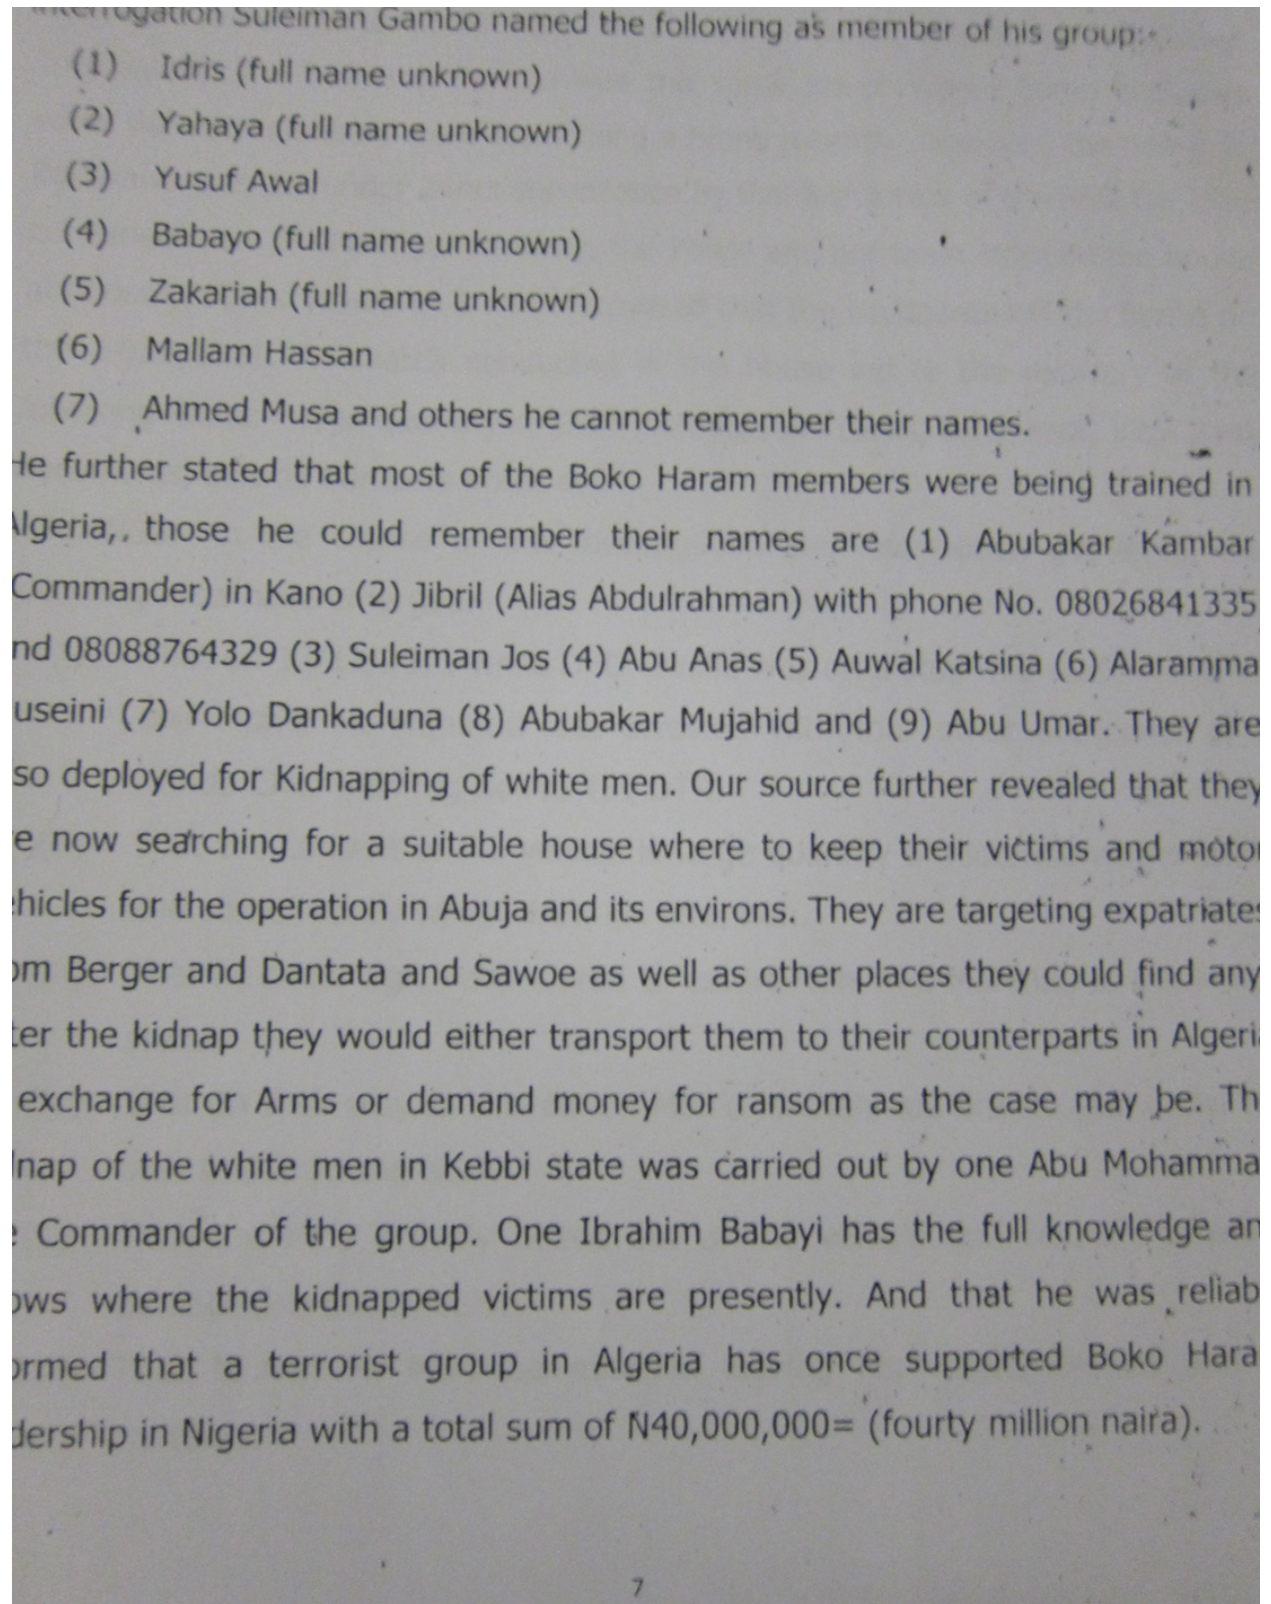 interrogation Suleiman Gambo named the following as member of his group:-
(1) Idris (full name unknown)
(2) Yahaya (full name unknown)
(3) Yusuf Awal
(4) Babayo (full name unknown)
(5) Zakariah (full name unknown)
(6) Mallam Hassan
(7) Ahmed Musa and others he cannot remember their names.
He further stated that most of the Boko Haram members were being trained in
Algeria,, those he could remember their names are (1) Abubakar Kambar
Commander) in Kano (2) Jibril (Alias Abdulrahman) with phone No. 08026841335
nd 08088764329 (3) Suleiman Jos (4) Abu Anas (5) Auwal Katsina (6) Alaramma
useini (7) Yolo Dankaduna (8) Abubakar Mujahid and (9) Abu Umar. They are
so deployed for Kidnapping of white men. Our source further revealed that they
e now searching for a suitable house where to keep their victims and motor
hicles for the operation in Abuja and its environs. They are targeting expatriates
om Berger and Dantata and Sawoe as well as other places they could find any
ter the kidnap they would either transport them to their counterparts in Algeria
exchange for Arms or demand money for ransom as the case may be. Th
nap of the white men in Kebbi state was carried out by one Abu Mohamma
e Commander of the group. One Ibrahim Babayi has the full knowledge an
ows where the kidnapped victims are presently. And that he was reliab
ormed that a terrorist group in Algeria has once supported Boko Hara
dership in Nigeria with a total sum of N40,000,000= (fourty million naira).
7